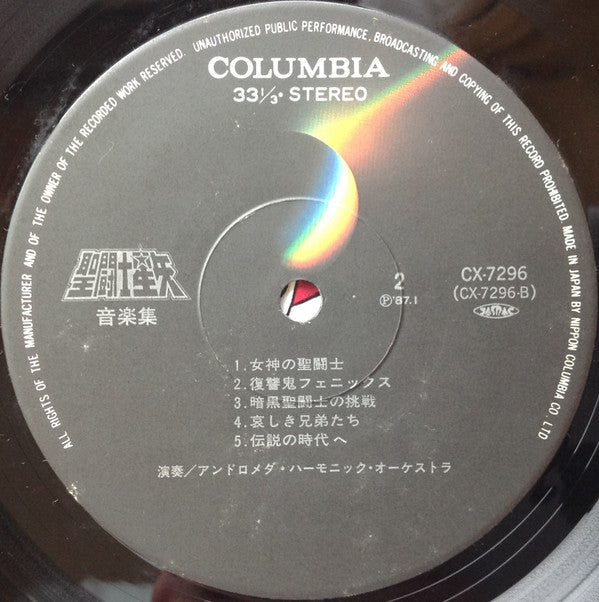 ALL RIGHTS OF THE MANUFACTURER AND OF THE OWNER OF THE RECORDED WORK RESERVED. UNAUTHORIZED PUBLIC PERFORMANCE, BROADCASTING AND COPYING OF THIS RECORD PROHIBITED. MADE IN JAPAN BY NIPPON COLUMBIA CO. LTD
COLUMBIA
33⅓• STEREO
聖闘士星矢
音楽集
2
Ⓟ'87.1
CX-7296
(CX-7296-B)
JASRAC
1.女神の聖闘士
2.復讐鬼フェニックス
3.暗黒聖闘士の挑戦
4.哀しき兄弟たち
5.伝説の時代へ
演奏/アンドロメダ・ハーモニック・オーケストラ